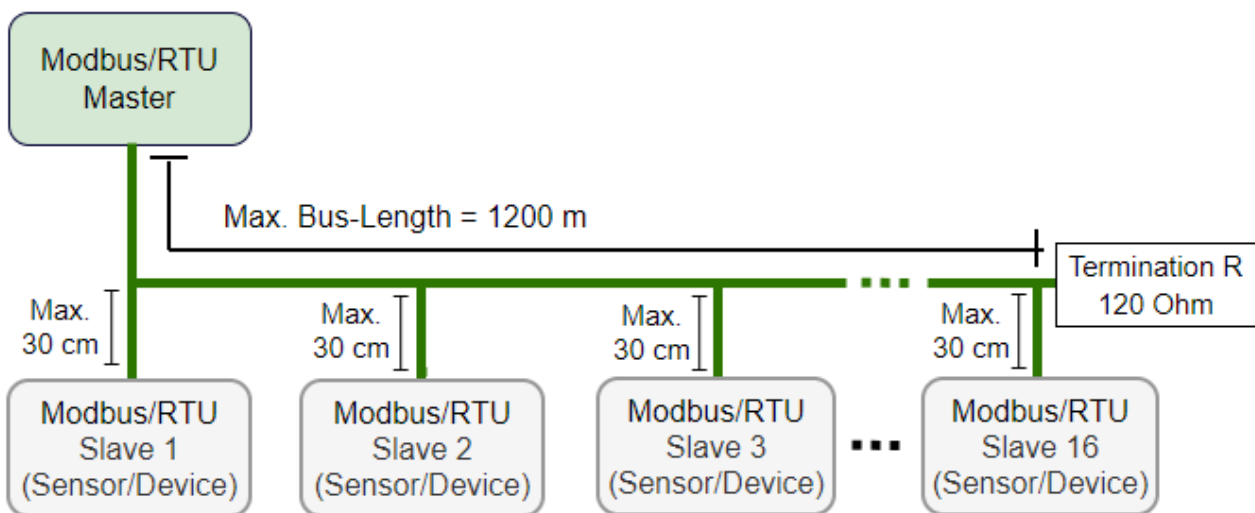 Modbus/RTU
Master
Max. Bus-Length = 1200 m
Termination R
120 Ohm
Max.
30 cm
Max.
30 cm
Max.
30 cm
Max.
30 cm
Modbus/RTU
Slave 1
(Sensor/Device)
Modbus/RTU
Slave 2
(Sensor/Device)
Modbus/RTU
Slave 3
(Sensor/Device)
Modbus/RTU
Slave 16
(Sensor/Device)